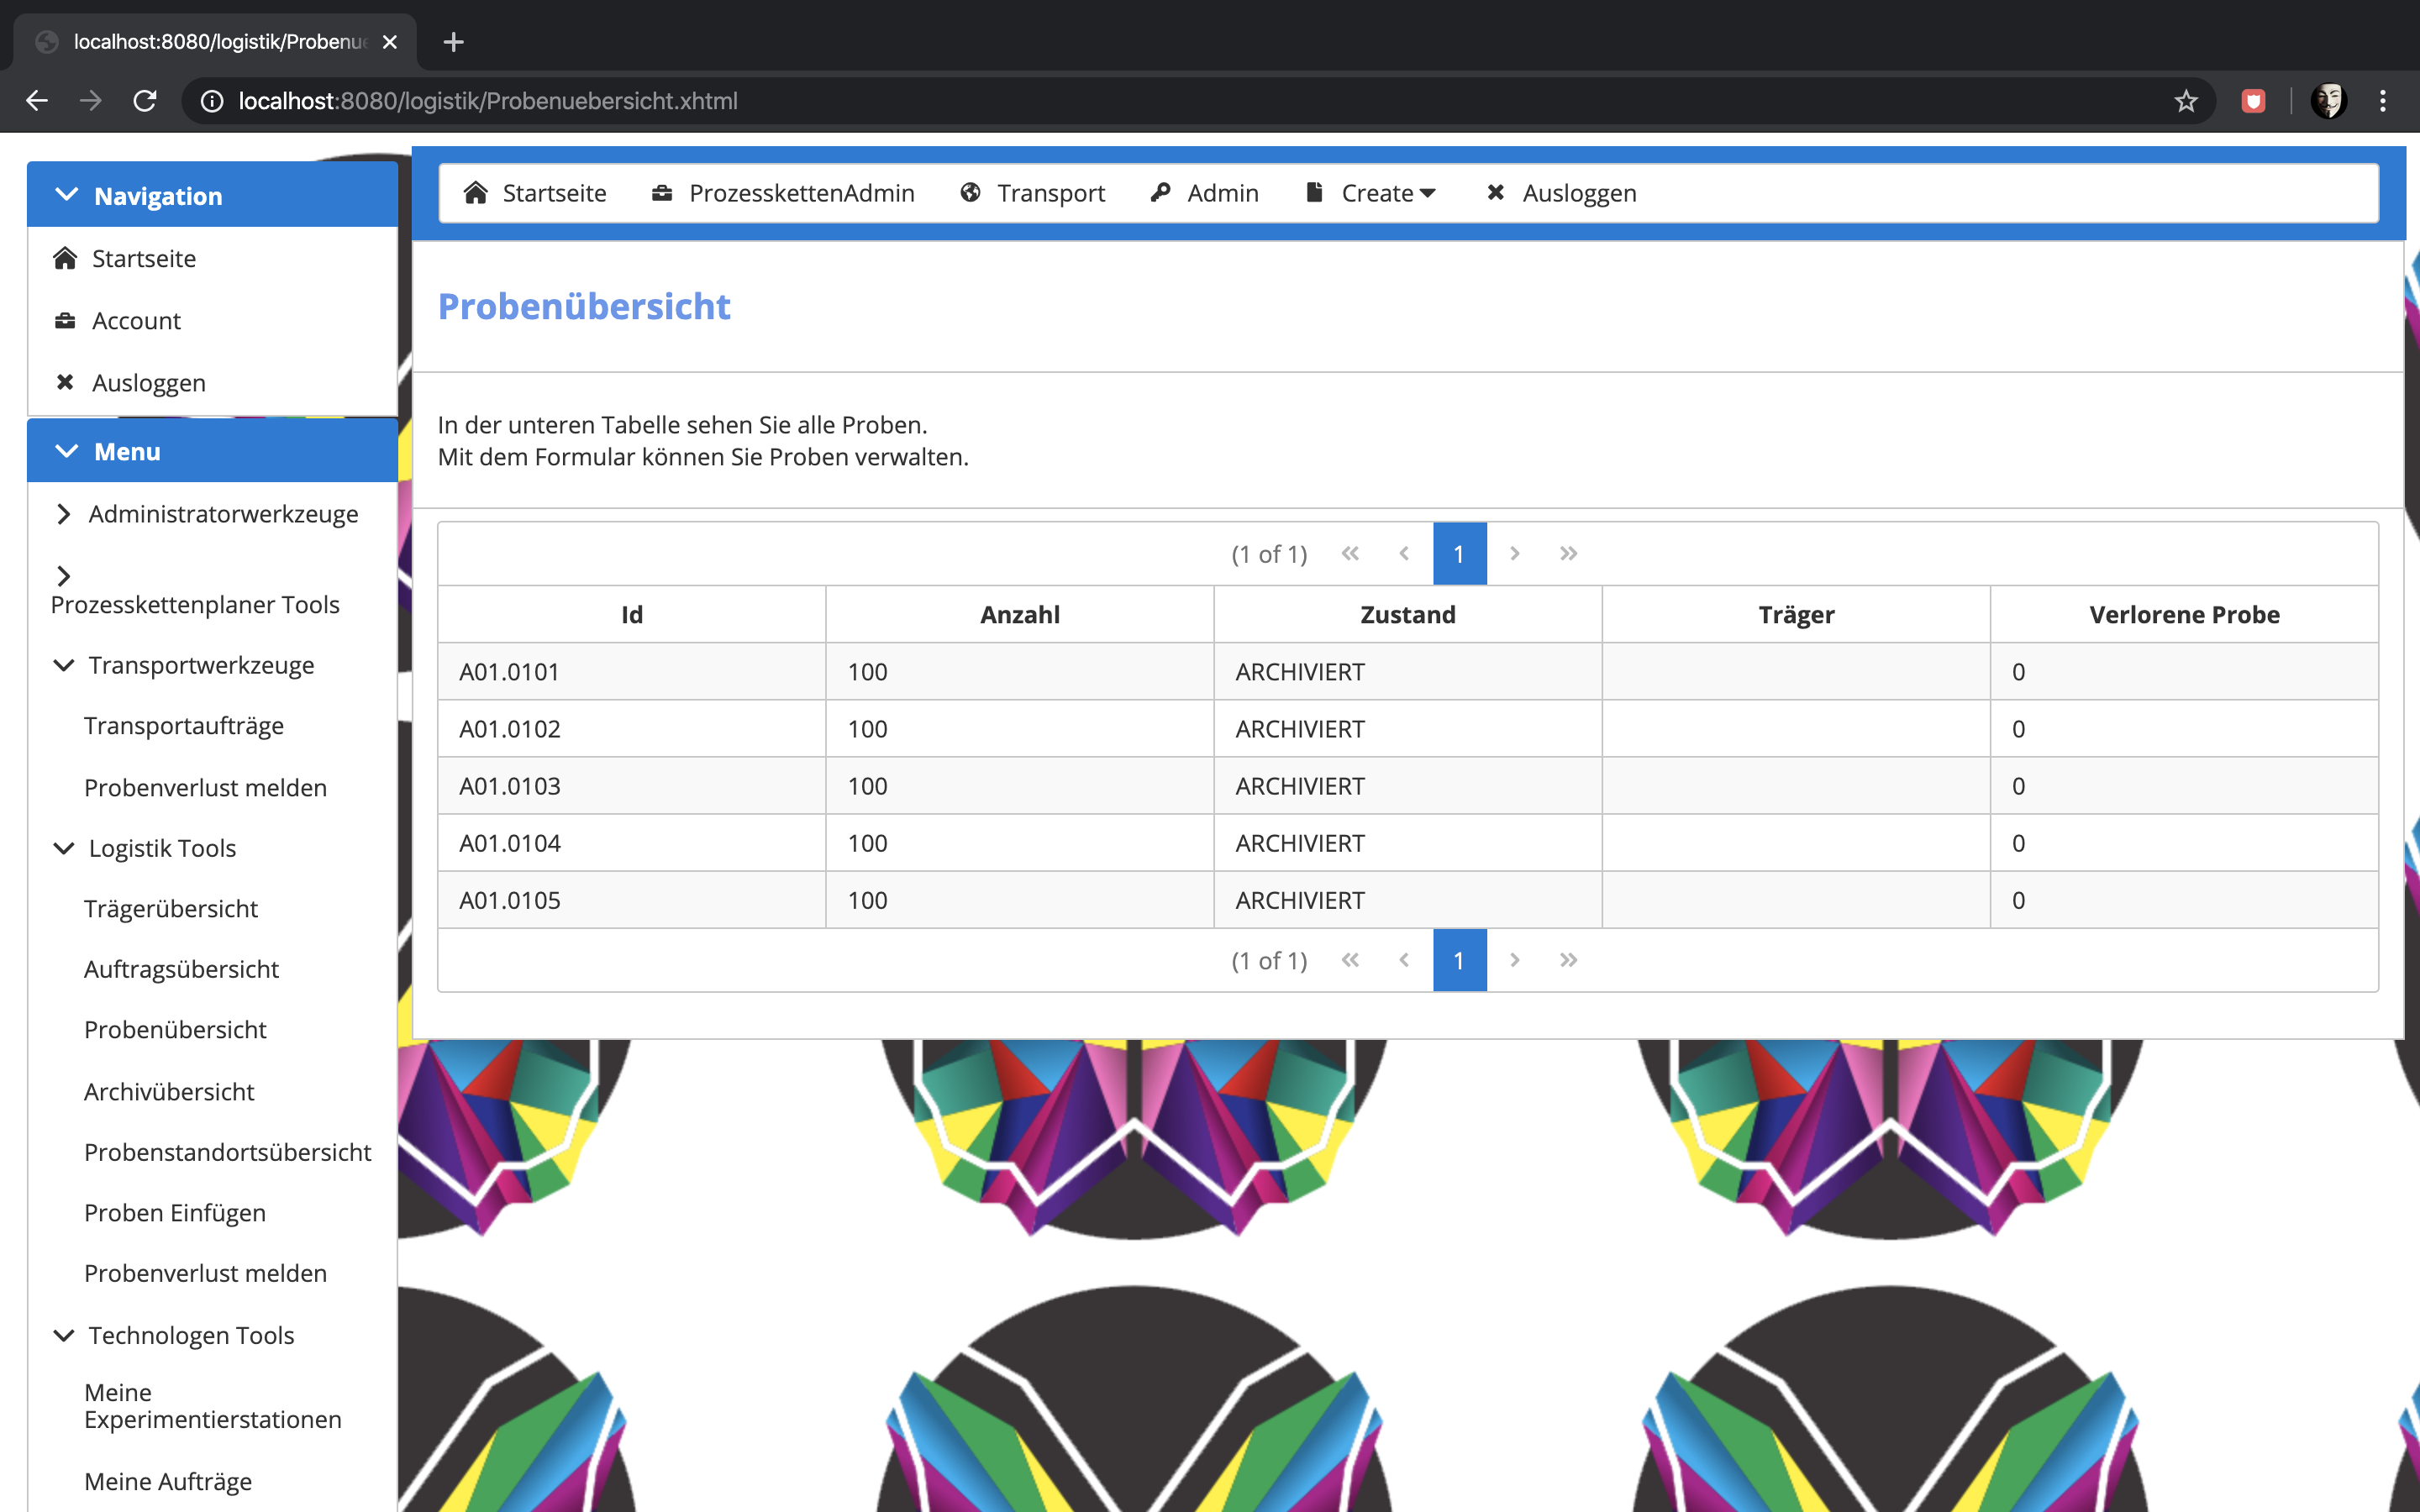 localhost:8080/logistik/Probenue
localhost:8080/logistik/Probenuebersicht.xhtml
Navigation
Startseite
Account
Ausloggen
Menu
Administratorwerkzeuge
Prozesskettenplaner Tools
Transportwerkzeuge
Transportaufträge
Probenverlust melden
Logistik Tools
Trägerübersicht
Auftragsübersicht
Probenübersicht
Archivübersicht
Probenstandortsübersicht
Proben Einfügen
Probenverlust melden
Technologen Tools
Meine
Experimentierstationen
Meine Aufträge
Startseite ProzesskettenAdmin Transport Admin Create Ausloggen
Probenübersicht
In der unteren Tabelle sehen Sie alle Proben.
Mit dem Formular können Sie Proben verwalten.
(1 of 1) 1
Id Anzahl Zustand Träger Verlorene Probe
A01.0101 100 ARCHIVIERT 0
A01.0102 100 ARCHIVIERT 0
A01.0103 100 ARCHIVIERT 0
A01.0104 100 ARCHIVIERT 0
A01.0105 100 ARCHIVIERT 0
(1 of 1) 1